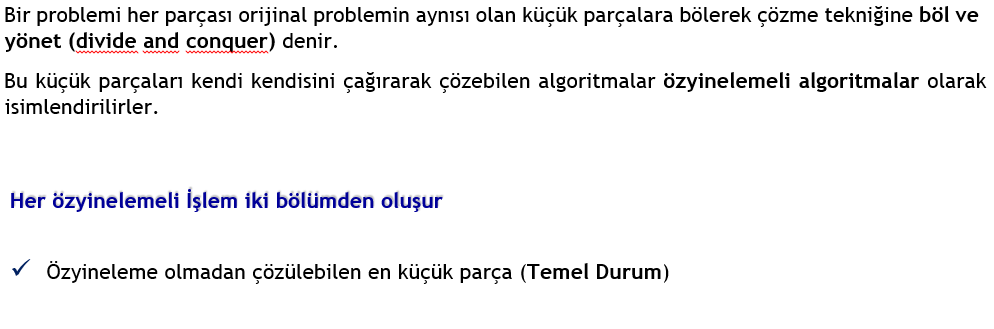 Bir problemi her parçası orijinal problemin aynısı olan küçük parçalara bölerek çözme tekniğine böl ve
yönet (divide and conquer) denir.
Bu küçük parçaları kendi kendisini çağırarak çözebilen algoritmalar özyinelemeli algoritmalar olarak
isimlendirilirler.
Her özyinelemeli İşlem iki bölümden oluşur
✓ Özyineleme olmadan çözülebilen en küçük parça (Temel Durum)